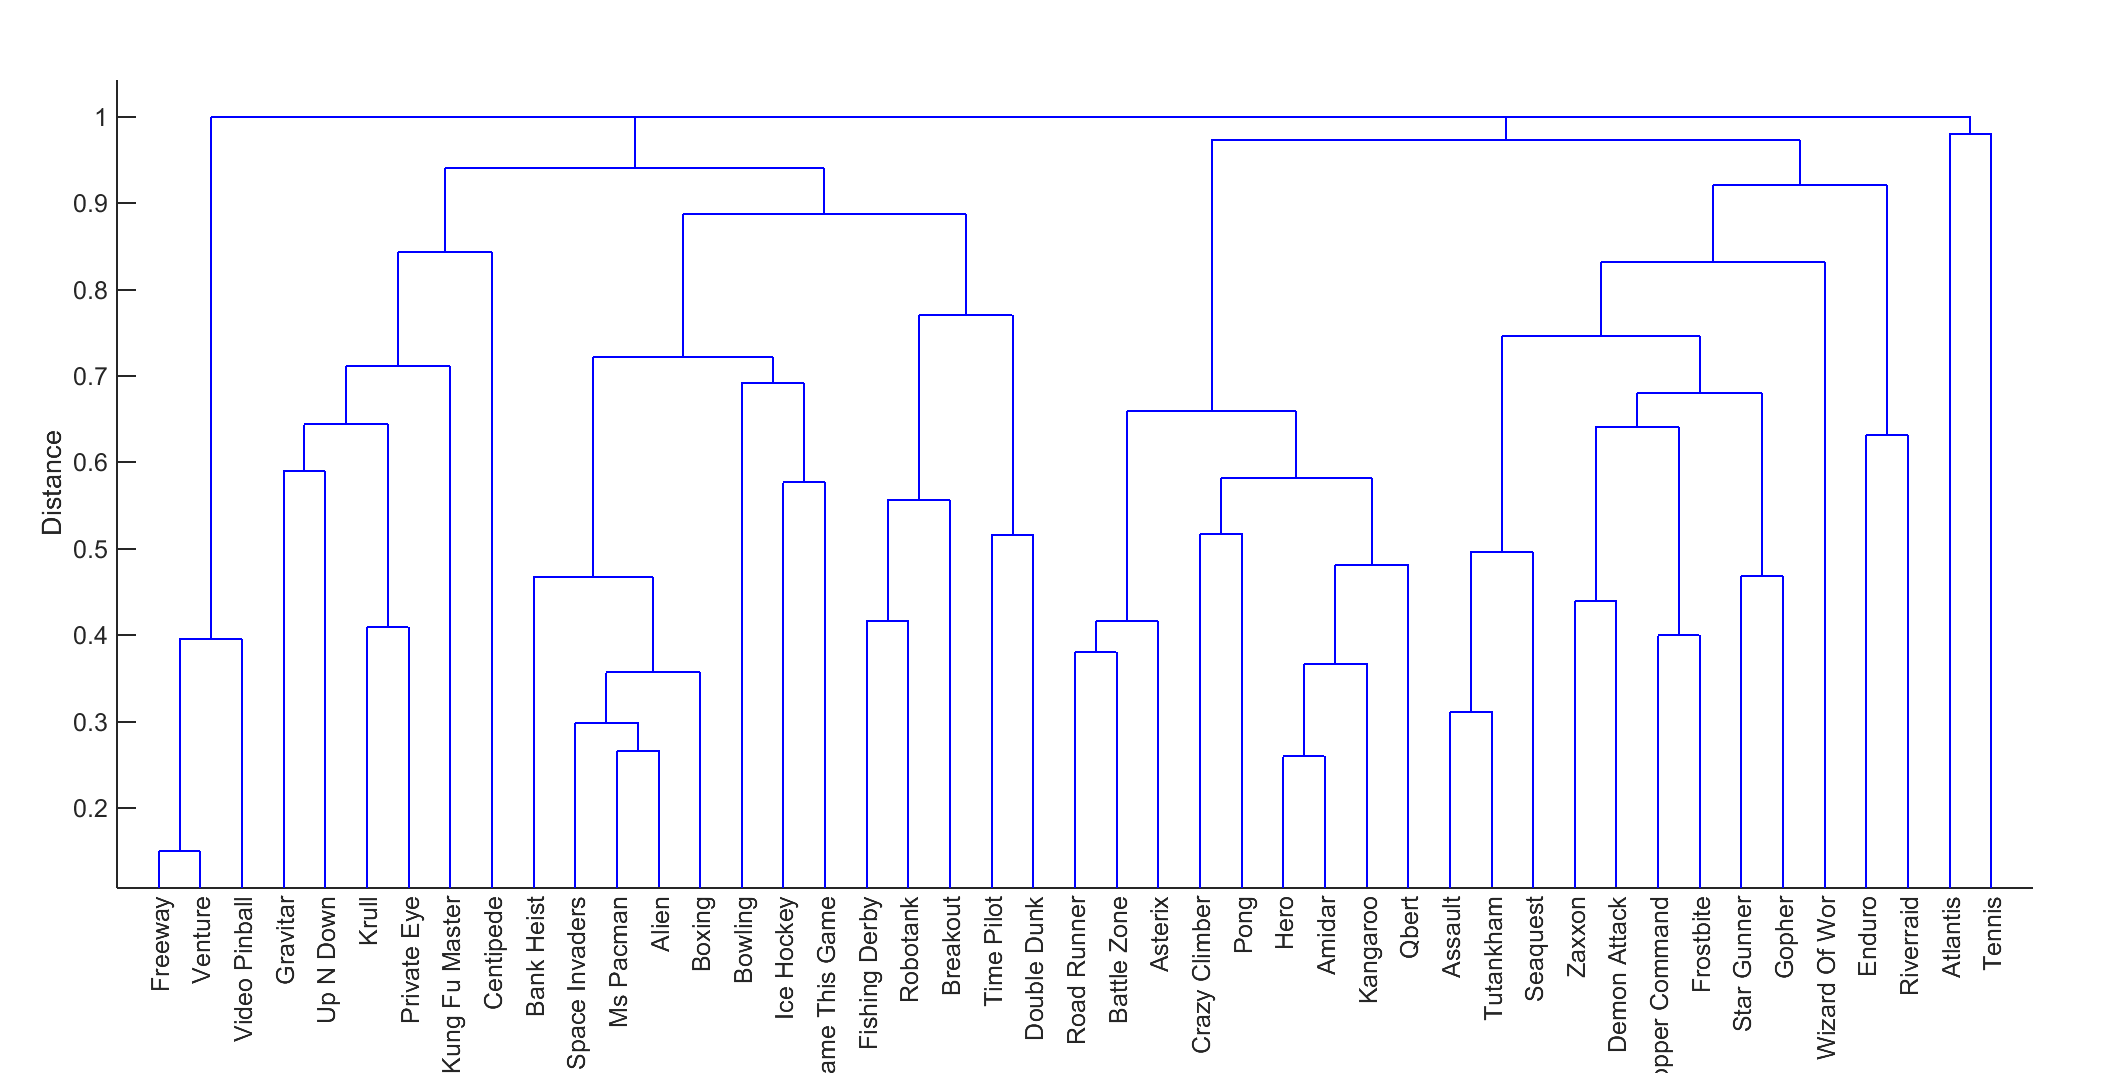 1
0.9
0.8
0.7
0.6
0.5
0.4
0.3
0.2
Distance
Freeway
Venture
Video Pinball
Gravitar
Up N Down
Krull
Private Eye
Kung Fu Master
Centipede
Bank Heist
Space Invaders
Ms Pacman
Alien
Boxing
Bowling
Ice Hockey
ame This Game
Fishing Derby
Robotank
Breakout
Time Pilot
Double Dunk
Road Runner
Battle Zone
Asterix
Crazy Climber
Pong
Hero
Amidar
Kangaroo
Qbert
Assault
Tutankham
Seaquest
Zaxxon
Demon Attack
opper Command
Frostbite
Star Gunner
Gopher
Wizard Of Wor
Enduro
Riverraid
Atlantis
Tennis